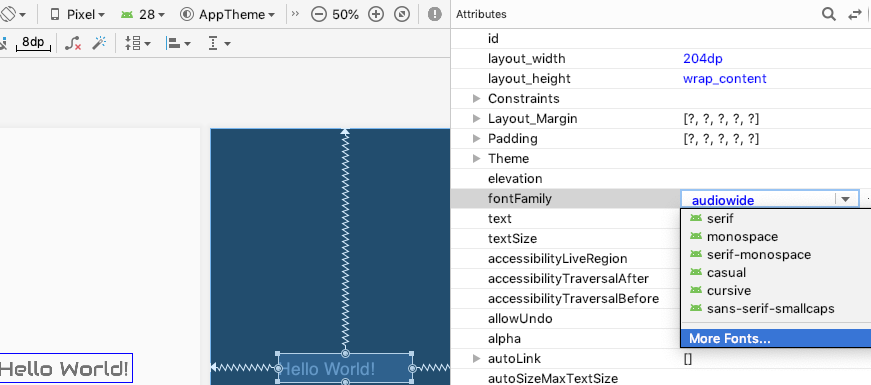 Pixel 28 AppTheme 50% Attributes
8dp
id
layout_width 204dp
layout_height wrap_content
Constraints
Layout_Margin [?, ?, ?, ?, ?]
Padding [?, ?, ?, ?, ?]
Theme
elevation
fontFamily audiowide
text serif
monospace
textSize
serif-monospace
accessibilityLiveRegion
casual
accessibilityTraversalAfter
cursive
accessibilityTraversalBefore
sans-serif-smallcaps
allowUndo
alpha More Fonts...
autoLink []
Hello World! Hello World!
autoSizeMaxTextSize